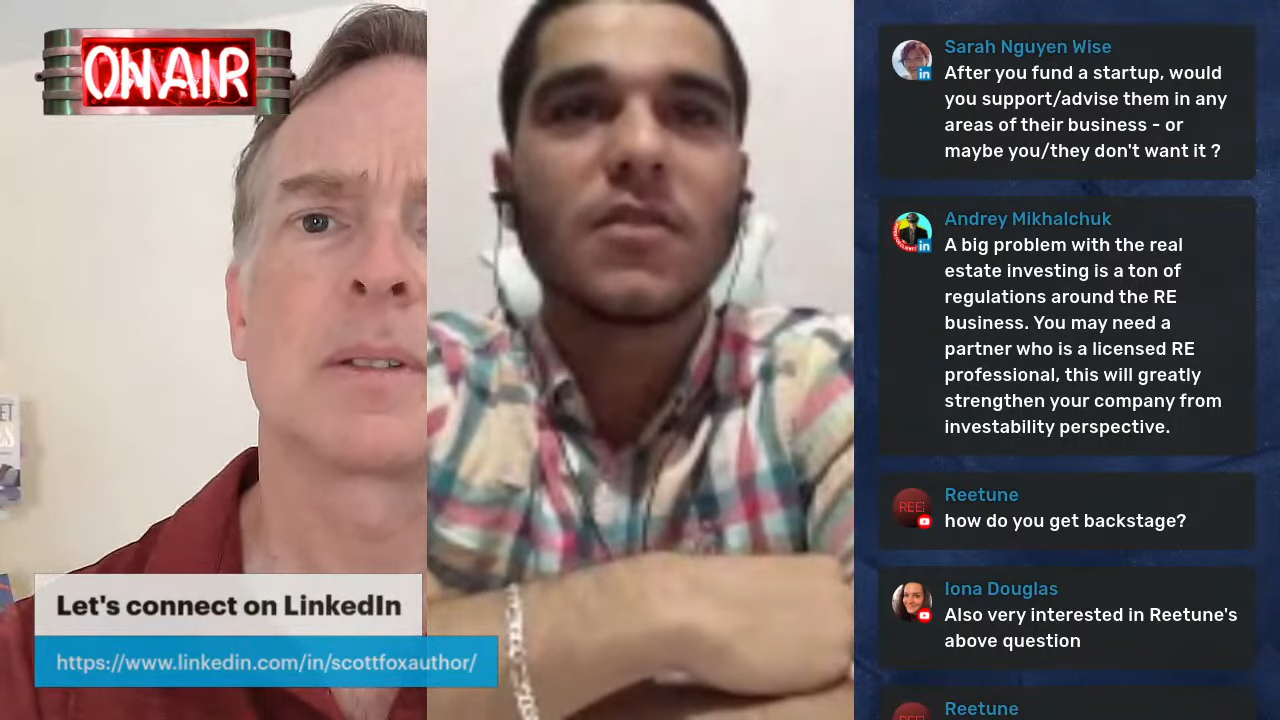 ON AIR
Let's connect on LinkedIn
https://www.linkedin.com/in/scottfoxauthor/
Sarah Nguyen Wise
After you fund a startup, would
you support/advise them in any
areas of their business - or
maybe you/they don't want it ?
Andrey Mikhalchuk
A big problem with the real
estate investing is a ton of
regulations around the RE
business. You may need a
partner who is a licensed RE
professional, this will greatly
strengthen your company from
investability perspective.
REE
Reetune
how do you get backstage?
Iona Douglas
Also very interested in Reetune's
above question
Reetune